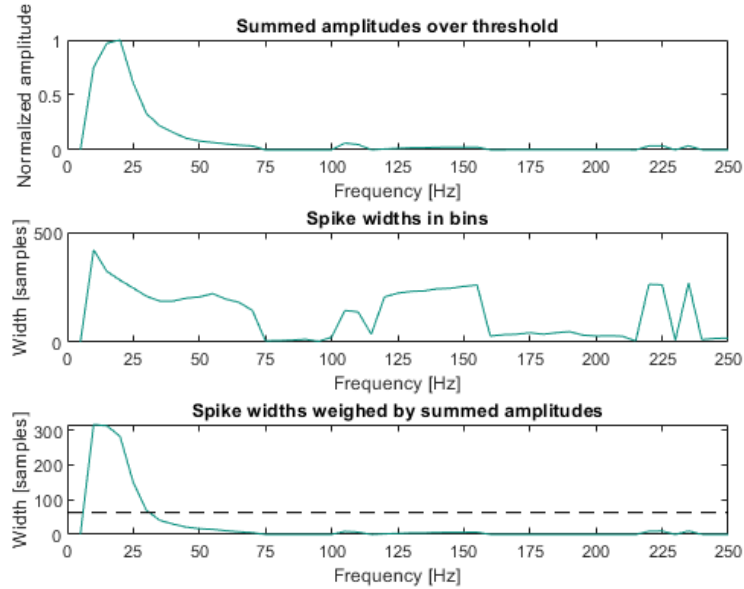 Summed amplitudes over threshold
Normalized amplitude
1
0.5
0
0 25 50 75 100 125 150 175 200 225 250
Frequency [Hz]
Spike widths in bins
Width [samples]
500
0
0 25 50 75 100 125 150 175 200 225 250
Frequency [Hz]
Spike widths weighed by summed amplitudes
Width [samples]
300
200
100
0
0 25 50 75 100 125 150 175 200 225 250
Frequency [Hz]